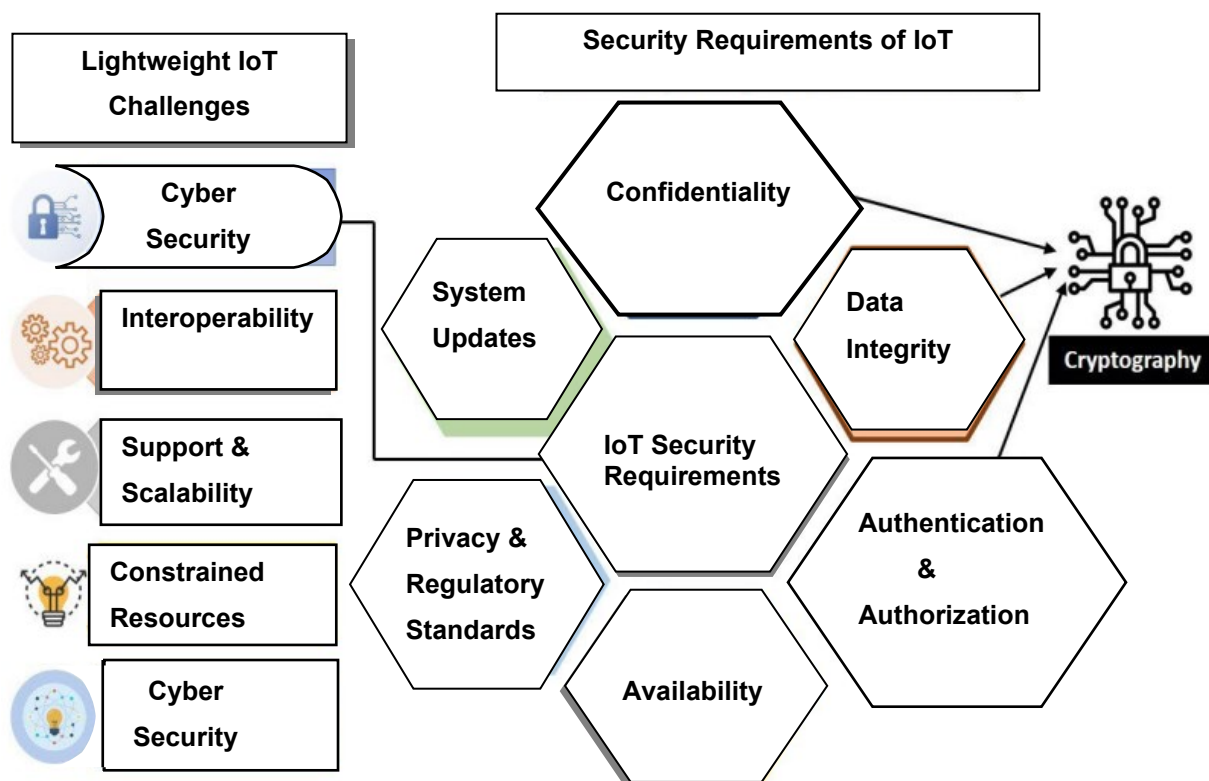 Lightweight IoT
Challenges
Cyber
Security
Interoperability
Support &
Scalability
Constrained
Resources
Cyber
Security
Security Requirements of IoT
Confidentiality
System
Updates
Data
Integrity
IoT Security
Requirements
Privacy &
Regulatory
Standards
Authentication
&
Authorization
Availability
Cryptography